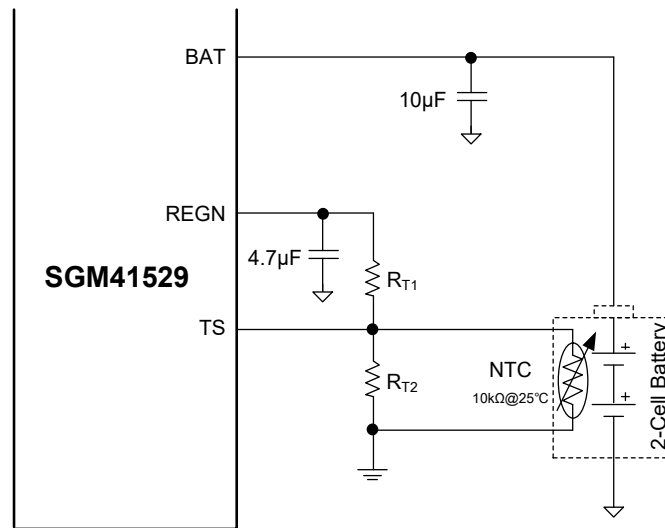 BAT
10µF
REGN
4.7µF
SGM41529
RT1
TS
RT2
NTC
10kΩ@25℃
+
+
2-Cell Battery